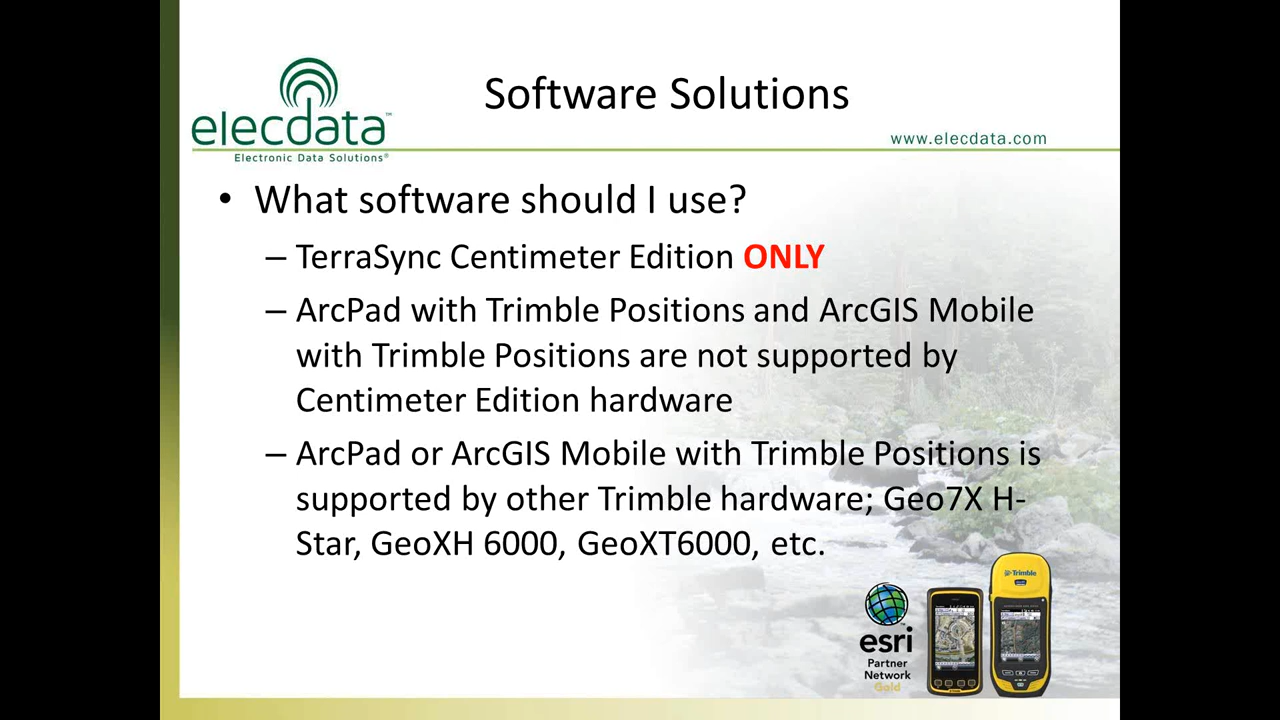 Software Solutions
elecdata™
www.elecdata.com
Electronic Data Solutions®
• What software should I use?
– TerraSync Centimeter Edition ONLY
– ArcPad with Trimble Positions and ArcGIS Mobile
with Trimble Positions are not supported by
Centimeter Edition hardware
– ArcPad or ArcGIS Mobile with Trimble Positions is
supported by other Trimble hardware; Geo7X H-
Star, GeoXH 6000, GeoXT6000, etc.
Trimble
esri
Partner
Network
Gold